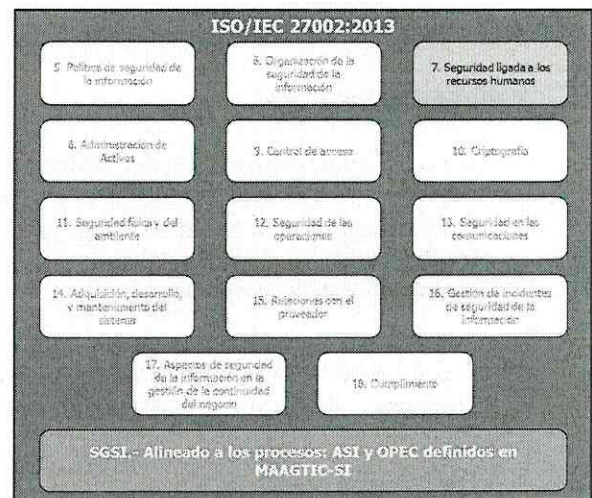 ISO/IEC 27002:2013
5. Política de seguridad de
la información
6. Organización de la
seguridad de la
información
7. Seguridad ligada a los
recursos humanos
8. Administración de
Activos
9. Control de acceso
10. Criptografía
11. Seguridad física y del
ambiente
12. Seguridad de las
operaciones
13. Seguridad en las
comunicaciones
14. Adquisición, desarrollo,
y mantenimiento del
sistema
15. Relaciones con el
proveedor
16. Gestión de incidentes
de seguridad de la
información
17. Aspectos de seguridad
de la información en la
gestión de la continuidad
del negocio
18. Cumplimiento
SGSI.- Alineado a los procesos: ASI y OPEC definidos en
MAAGTIC-SI